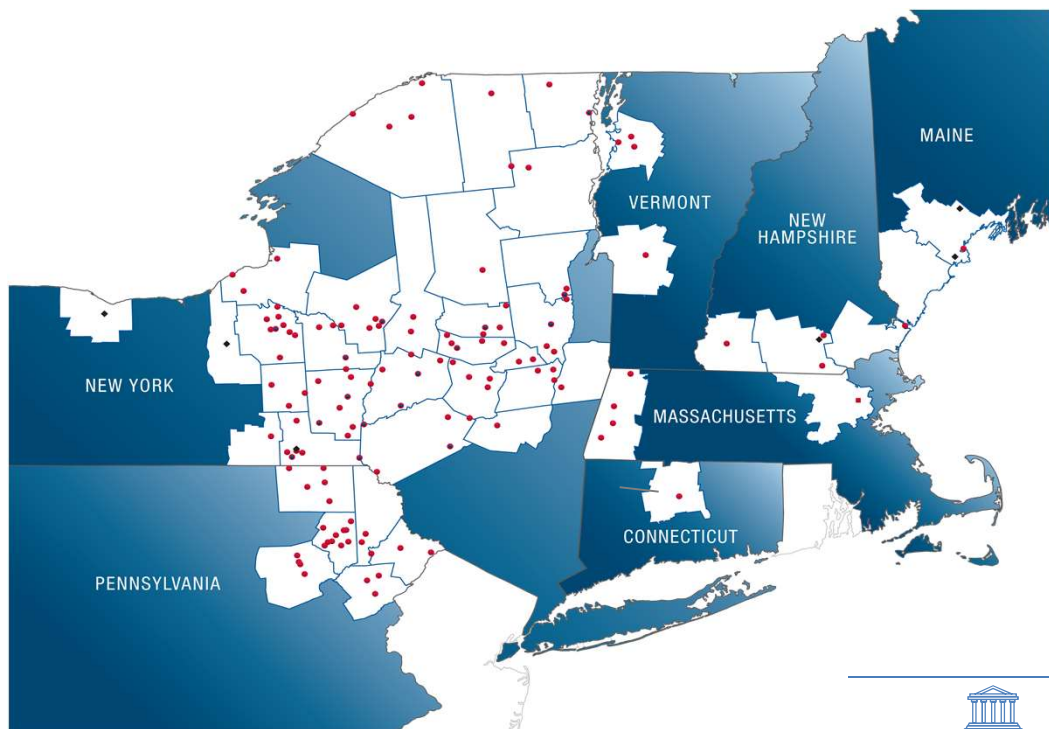 MAINE
VERMONT
NEW
HAMPSHIRE
NEW YORK
MASSACHUSETTS
CONNECTICUT
PENNSYLVANIA